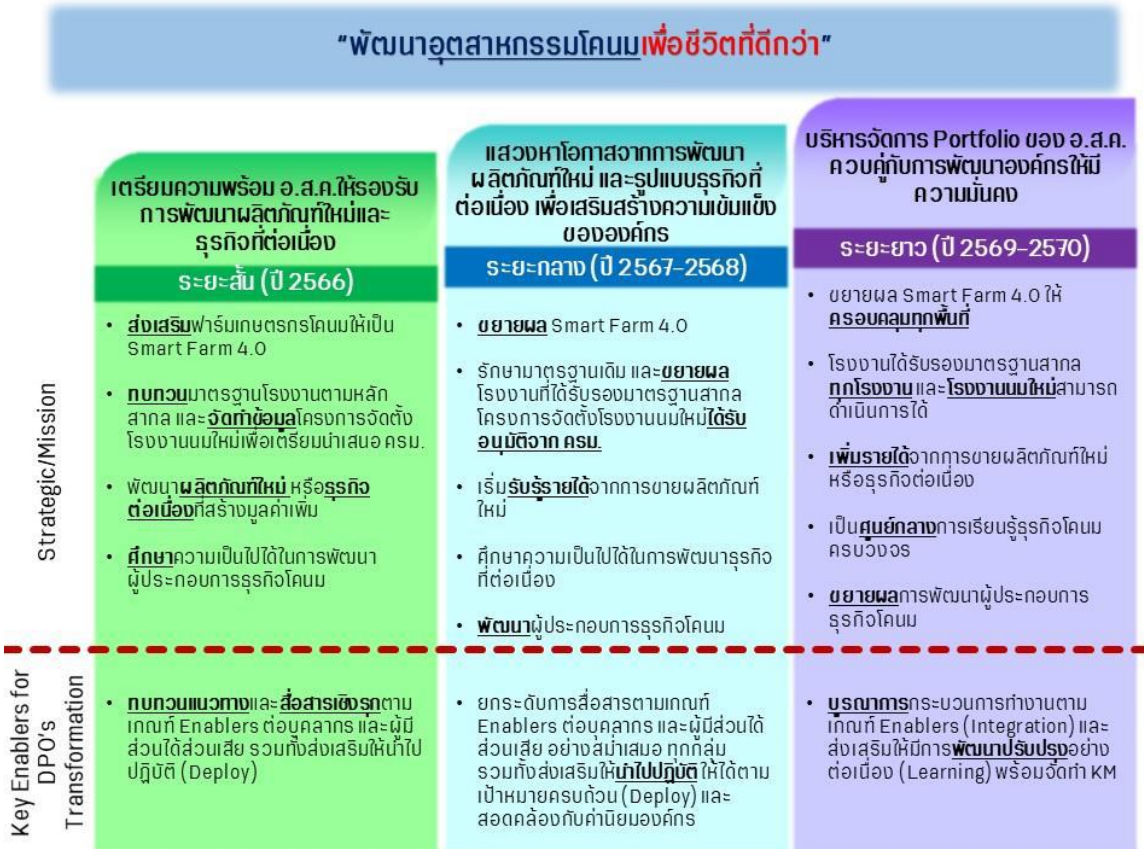 "พัฒนาอุตสาหกรรมโคนมเพื่อชีวิตที่ดีกว่า"
เตรียมความพร้อม อ.ส.ค.ให้รองรับ
การพัฒนาผลิตภัณฑ์ใหม่และ
ธุรกิจที่ต่อเนื่อง
ระยะสั้น (ปี 2566)
แสวงหาโอกาสจากการพัฒนา
ผลิตภัณฑ์ใหม่ และรูปแบบธุรกิจที่
ต่อเนื่อง เพื่อเสริมสร้างความเข้มแข็ง
ขององค์กร
ระยะกลาง (ปี 2567-2568)
บริหารจัดการ Portfolio ของ อ.ส.ค.
ควบคู่กับการพัฒนาองค์กรให้มี
ความมั่นคง
ระยะยาว (ปี 2569-2570)
Strategic/Mission
• ส่งเสริมฟาร์มเกษตรกรโคนมให้เป็น
Smart Farm 4.0
• ทบทวนมาตรฐานโรงงานตามหลัก
สากล และจัดทำข้อมูลโครงการจัดตั้ง
โรงงานนมใหม่เพื่อเตรียมนำเสนอ ครม.
• พัฒนาผลิตภัณฑ์ใหม่ หรือธุรกิจ
ต่อเนื่องที่สร้างมูลค่าเพิ่ม
• ศึกษาความเป็นไปได้ในการพัฒนา
ผู้ประกอบการธุรกิจโคนม
• ขยายผล Smart Farm 4.0
• รักษามาตรฐานเดิม และขยายผล
โรงงานที่ได้รับรองมาตรฐานสากล
โครงการจัดตั้งโรงงานนมใหม่ได้รับ
อนุมัติจาก ครม.
• เริ่มรับรู้รายได้จากการขายผลิตภัณฑ์
ใหม่
• ศึกษาความเป็นไปได้ในการพัฒนาธุรกิจ
ที่ต่อเนื่อง
• พัฒนาผู้ประกอบการธุรกิจโคนม
• ขยายผล Smart Farm 4.0 ให้
ครอบคลุมทุกพื้นที่
• โรงงานได้รับรองมาตรฐานสากล
ทุกโรงงาน และโรงงานนมใหม่สามารถ
ดำเนินการได้
• เพิ่มรายได้จากการขายผลิตภัณฑ์ใหม่
หรือธุรกิจต่อเนื่อง
• เป็นศูนย์กลางการเรียนรู้ธุรกิจโคนม
ครบวงจร
• ขยายผลการพัฒนาผู้ประกอบการ
ธุรกิจโคนม
Key Enablers for
DPO's
Transformation
• ทบทวนแนวทางและสื่อสารเชิงรุกตาม
เกณฑ์ Enablers ต่อบุคลากร และผู้มี
ส่วนได้ส่วนเสีย รวมทั้งส่งเสริมให้นำไป
ปฏิบัติ (Deploy)
• ยกระดับการสื่อสารตามเกณฑ์
Enablers ต่อบุคลากร และผู้มีส่วนได้
ส่วนเสีย อย่างสม่ำเสมอ ทุกกลุ่ม
รวมทั้งส่งเสริมให้นำไปปฏิบัติ ให้ได้ตาม
เป้าหมายครบถ้วน (Deploy) และ
สอดคล้องกับค่านิยมองค์กร
• บูรณาการกระบวนการทำงานตาม
เกณฑ์ Enablers (Integration) และ
ส่งเสริมให้มีการพัฒนาปรับปรุงอย่าง
ต่อเนื่อง (Learning) พร้อมจัดทำ KM